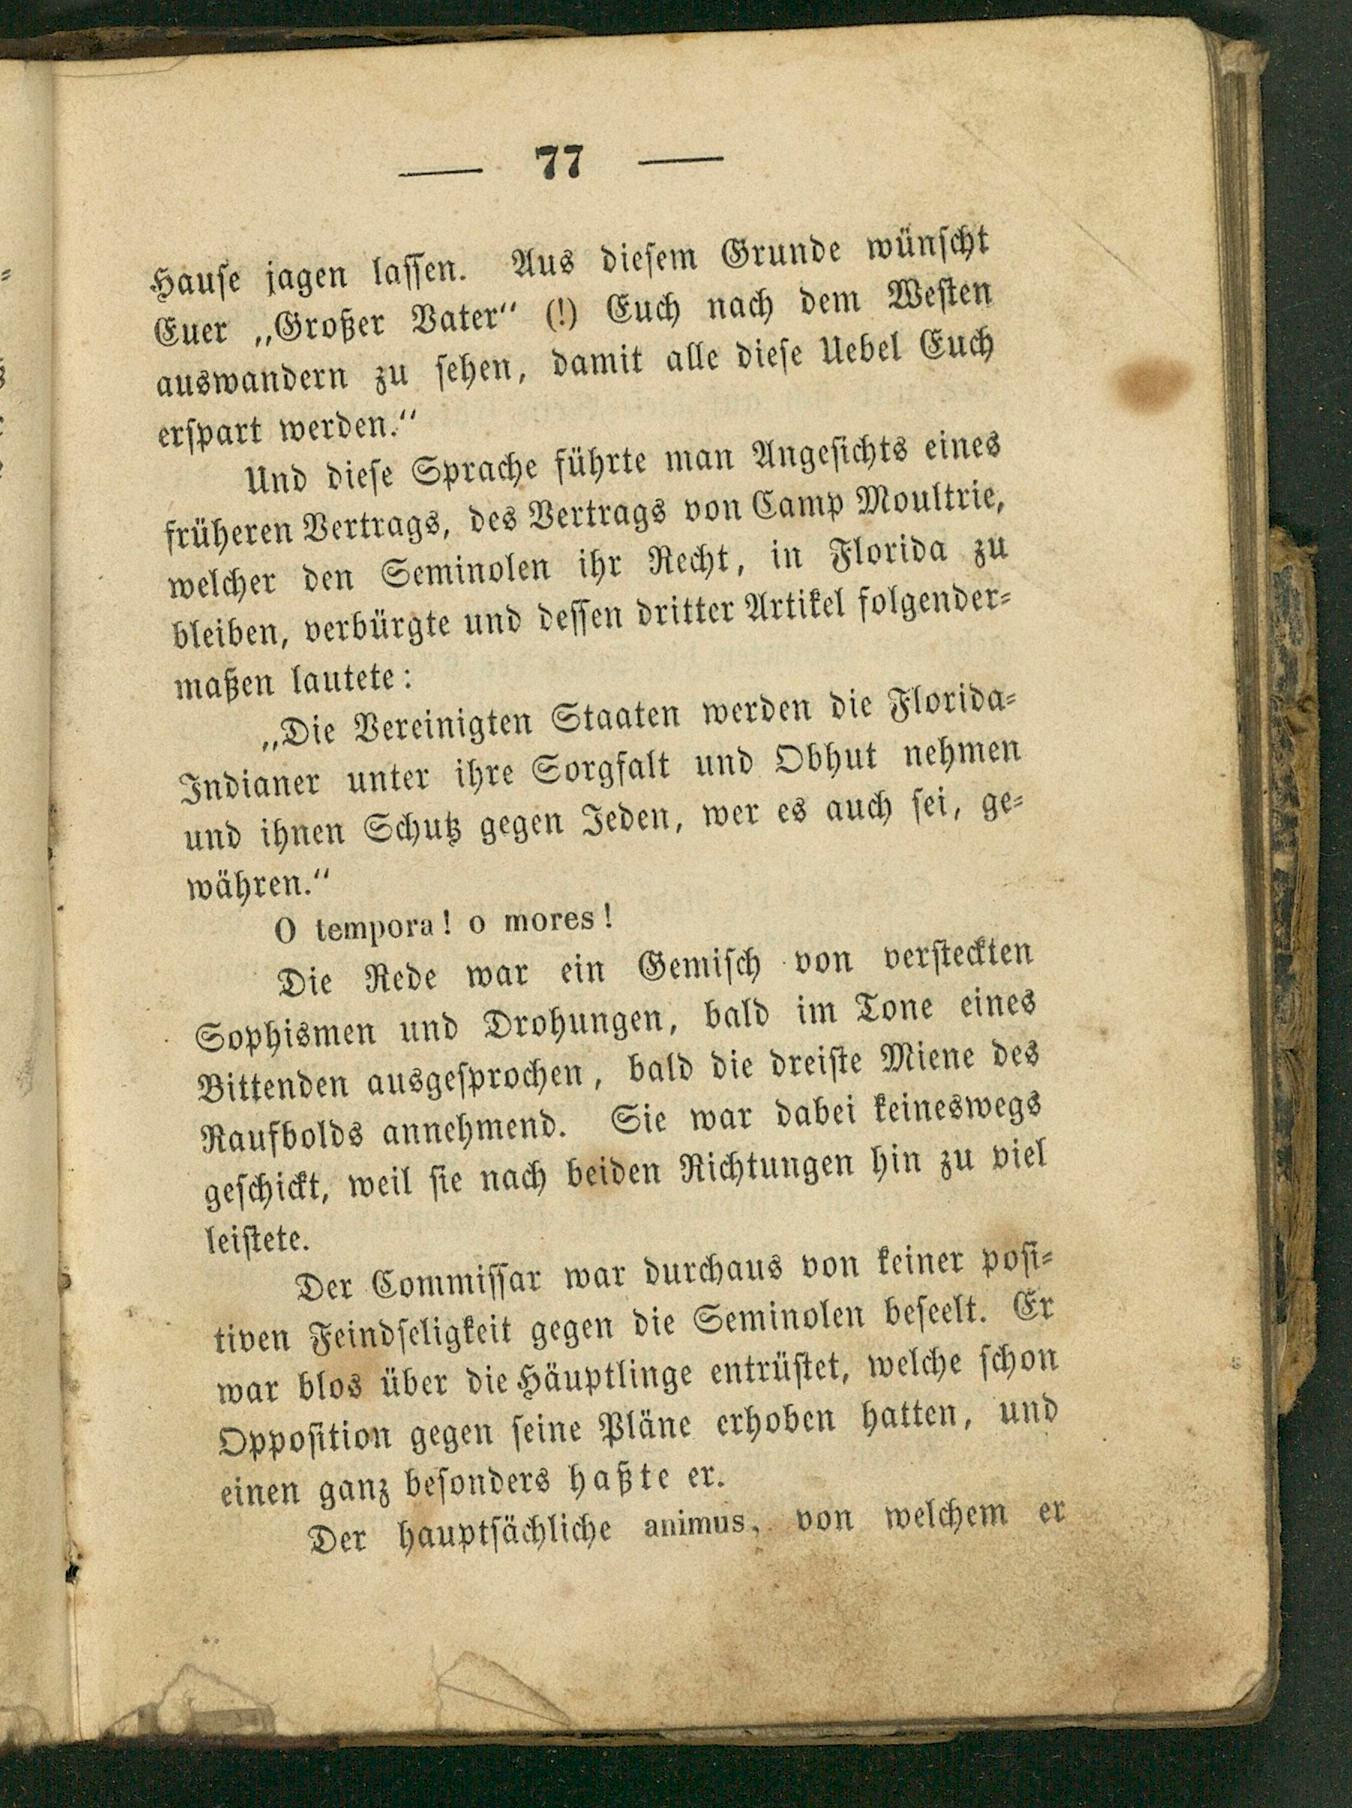 — 77 —
Hause jagen lassen. Aus diesem Grunde wünscht
Euer „Großer Vater“ (!) Euch nach dem Westen
auswandern zu sehen, damit alle diese Uebel Euch
erspart werden.“
Und diese Sprache führte man Angesichts eines
früheren Vertrags, des Vertrags von Camp Moultrie,
welcher den Seminolen ihr Recht, in Florida zu
bleiben, verbürgte und dessen dritter Artikel folgender-
maßen lautete:
„Die Vereinigten Staaten werden die Florida-
Indianer unter ihre Sorgfalt und Obhut nehmen
und ihnen Schutz gegen Jeden, wer es auch sei, ge-
währen.“
O tempora! o mores!
Die Rede war ein Gemisch von versteckten
Sophismen und Drohungen, bald im Tone eines
Bittenden ausgesprochen, bald die dreiste Miene des
Raufbolds annehmend. Sie war dabei keineswegs
geschickt, weil sie nach beiden Richtungen hin zu viel
leistete.
Der Commissar war durchaus von keiner posi-
tiven Feindseligkeit gegen die Seminolen beseelt. Er
war blos über die Häuptlinge entrüstet, welche schon
Opposition gegen seine Pläne erhoben hatten, und
einen ganz besonders haßte er.
Der hauptsächliche animus, von welchem er